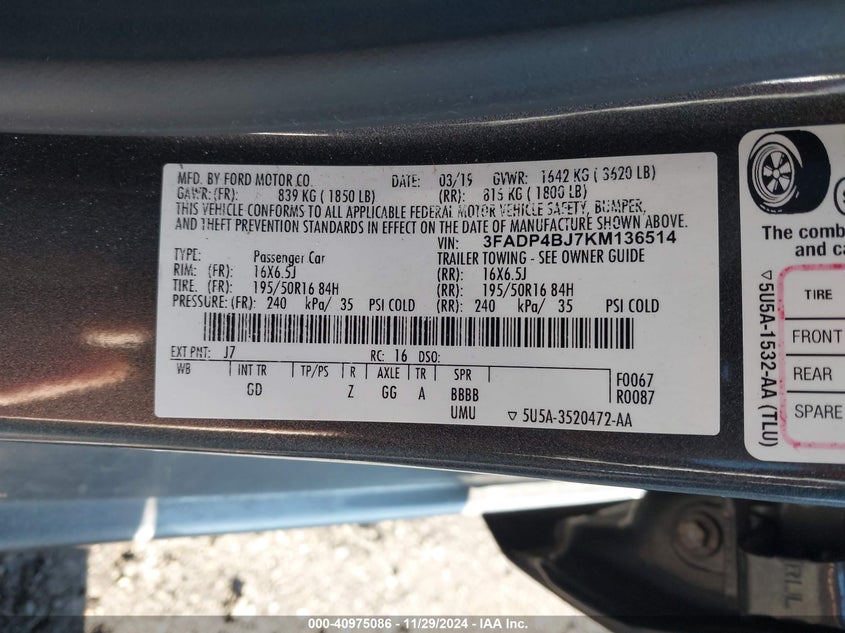 MFD. BY FORD MOTOR CO. DATE: 03/19 GVWR: 1642 KG ( 3620 LB)
GAWR:(FR): 839 KG ( 1850 LB) (RR): 816 KG ( 1800 LB)
THIS VEHICLE CONFORMS TO ALL APPLICABLE FEDERAL MOTOR VEHICLE SAFETY, BUMPER,
AND THEFT PREVENTION STANDARDS IN EFFECT ON THE DATE OF MANUFACTURE SHOWN ABOVE.
VIN: 3FADP4BJ7KM136514
TYPE: Passenger Car TRAILER TOWING - SEE OWNER GUIDE
RIM: (FR): 16X6.5J (RR): 16X6.5J
TIRE: (FR): 195/50R16 84H (RR): 195/50R16 84H
PRESSURE: (FR): 240 kPa/ 35 PSI COLD (RR): 240 kPa/ 35 PSI COLD
EXT PNT: J7 RC: 16 DSO:
WB INT TR TP/PS R AXLE TR SPR F0067
GD Z GG A BBBB R0087
UMU ▽ 5U5A-3520472-AA
The comb
and ca
TIRE
FRONT
REAR
SPARE
▽5U5A-1532-AA (TLU)
000-40975086 - 11/29/2024 - IAA Inc.